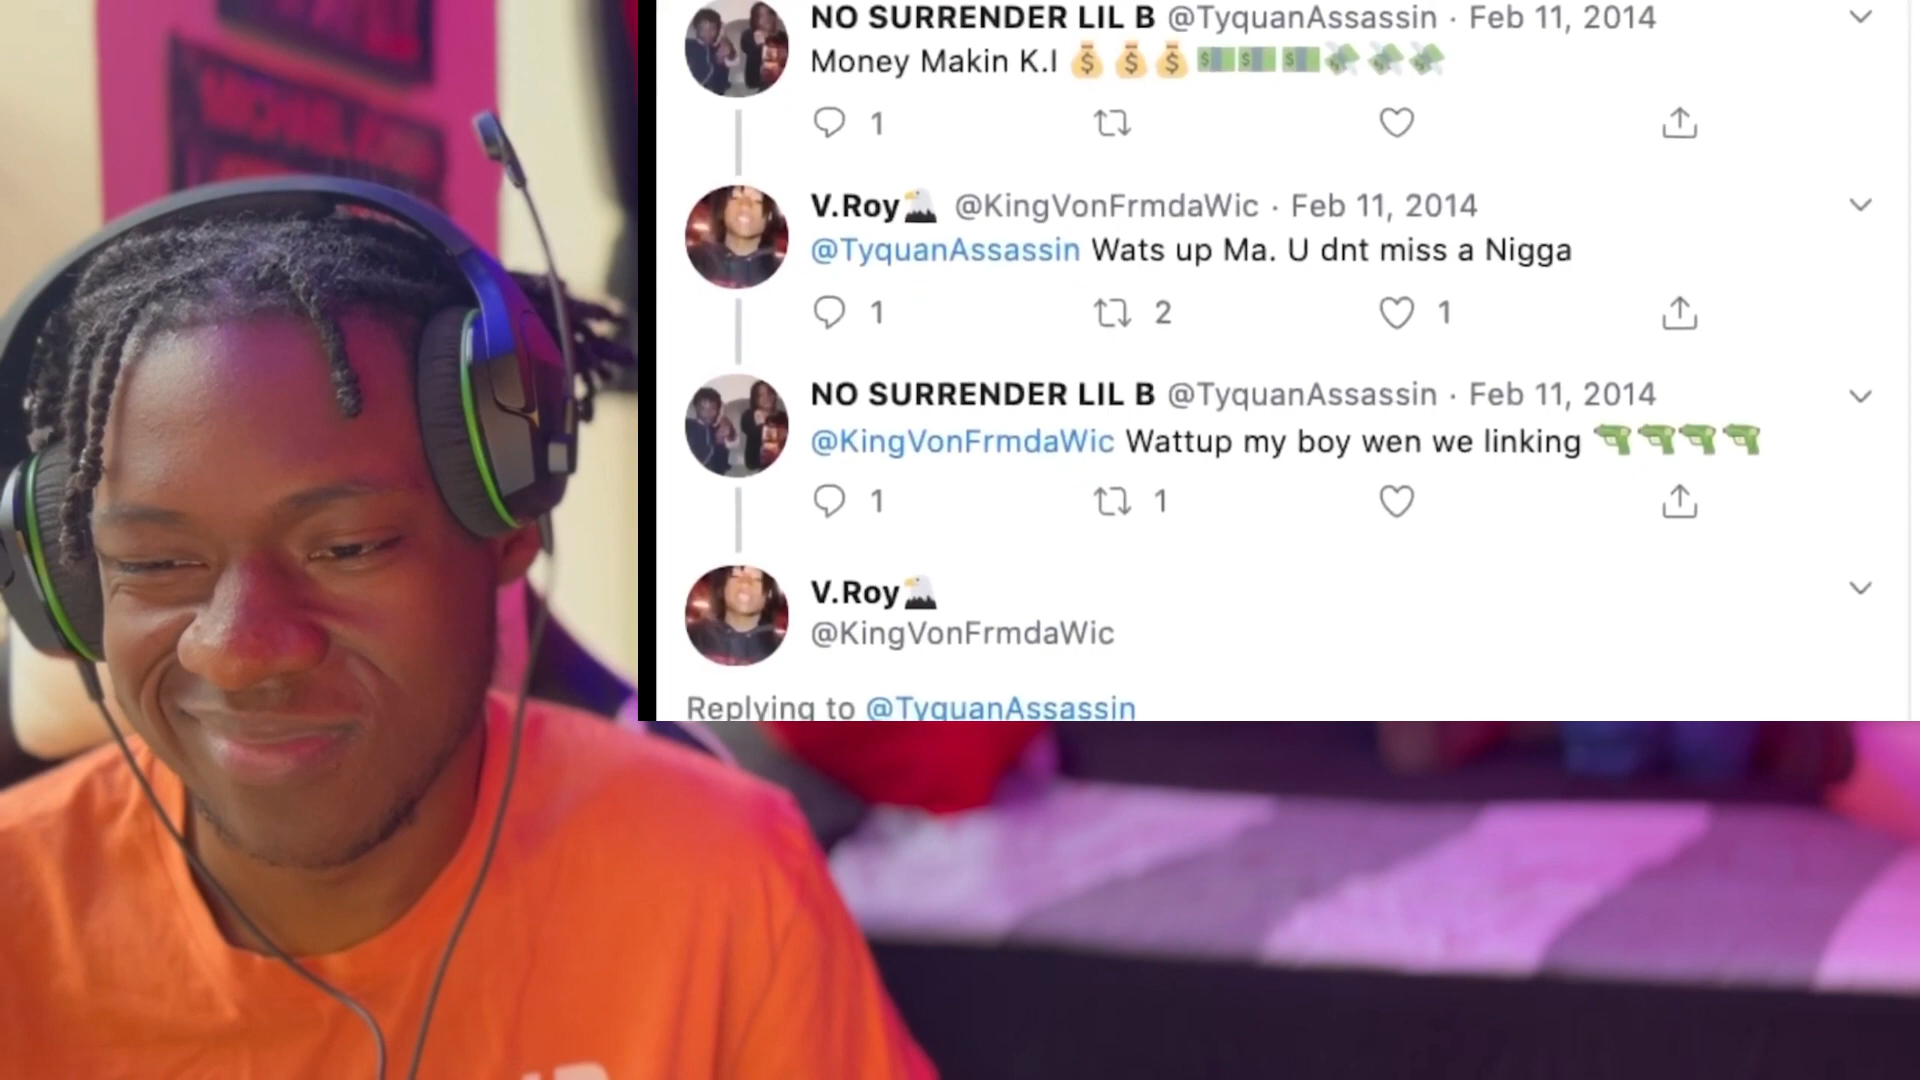 NO SURRENDER LIL B @TyquanAssassin · Feb 11, 2014
Money Makin K.I 💰💰💰💵💵💵💸💸💸
1
V.Roy🦅 @KingVonFrmdaWic · Feb 11, 2014
@TyquanAssassin Wats up Ma. U dnt miss a Nigga
1 2 1
NO SURRENDER LIL B @TyquanAssassin · Feb 11, 2014
@KingVonFrmdaWic Wattup my boy wen we linking 🔫🔫🔫🔫
1 1
V.Roy🦅
@KingVonFrmdaWic
Replying to @TyquanAssassin